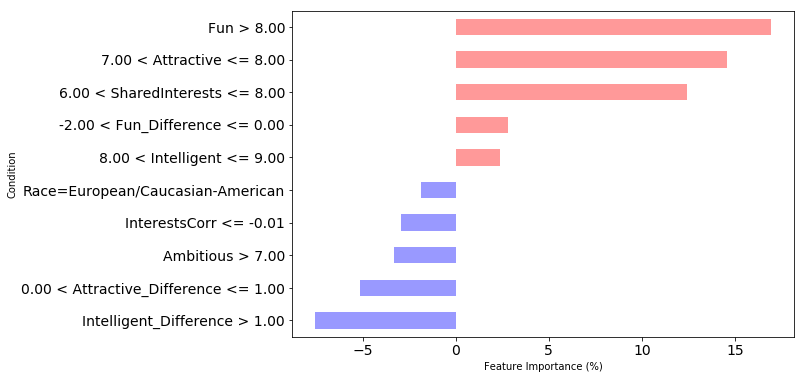 Fun > 8.00
7.00 < Attractive <= 8.00
6.00 < SharedInterests <= 8.00
-2.00 < Fun_Difference <= 0.00
8.00 < Intelligent <= 9.00
Race=European/Caucasian-American
InterestsCorr <= -0.01
Ambitious > 7.00
0.00 < Attractive_Difference <= 1.00
Intelligent_Difference > 1.00
Condition
−5 0 5 10 15
Feature Importance (%)